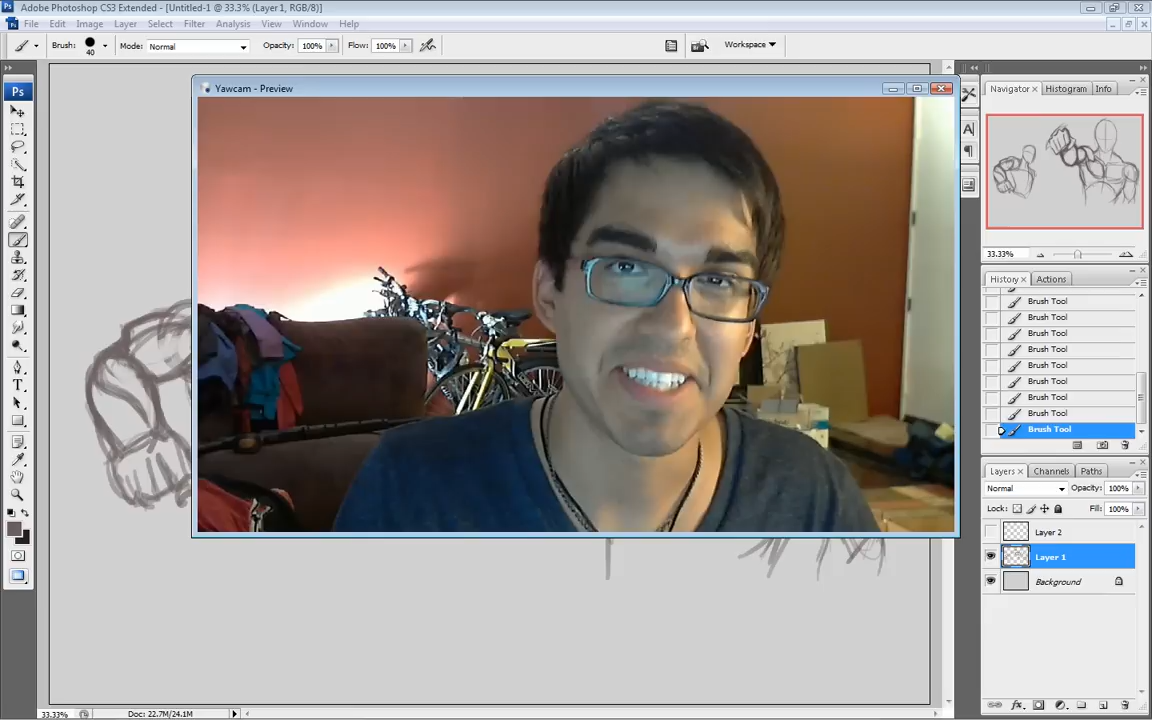 Adobe Photoshop CS3 Extended - [Untitled-1 @ 33.3% (Layer 1, RGB/8)]
File Edit Image Layer Select Filter Analysis View Window Help
Brush: 40 Mode: Normal Opacity: 100% Flow: 100% Workspace
Ps
Yawcam - Preview
Navigator Histogram Info
33.33%
History Actions
Brush Tool
Brush Tool
Brush Tool
Brush Tool
Brush Tool
Brush Tool
Brush Tool
Brush Tool
Brush Tool
Layers Channels Paths
Normal Opacity: 100%
Lock: Fill: 100%
Layer 2
Layer 1
Background
33.33% Doc: 22.7M/24.1M